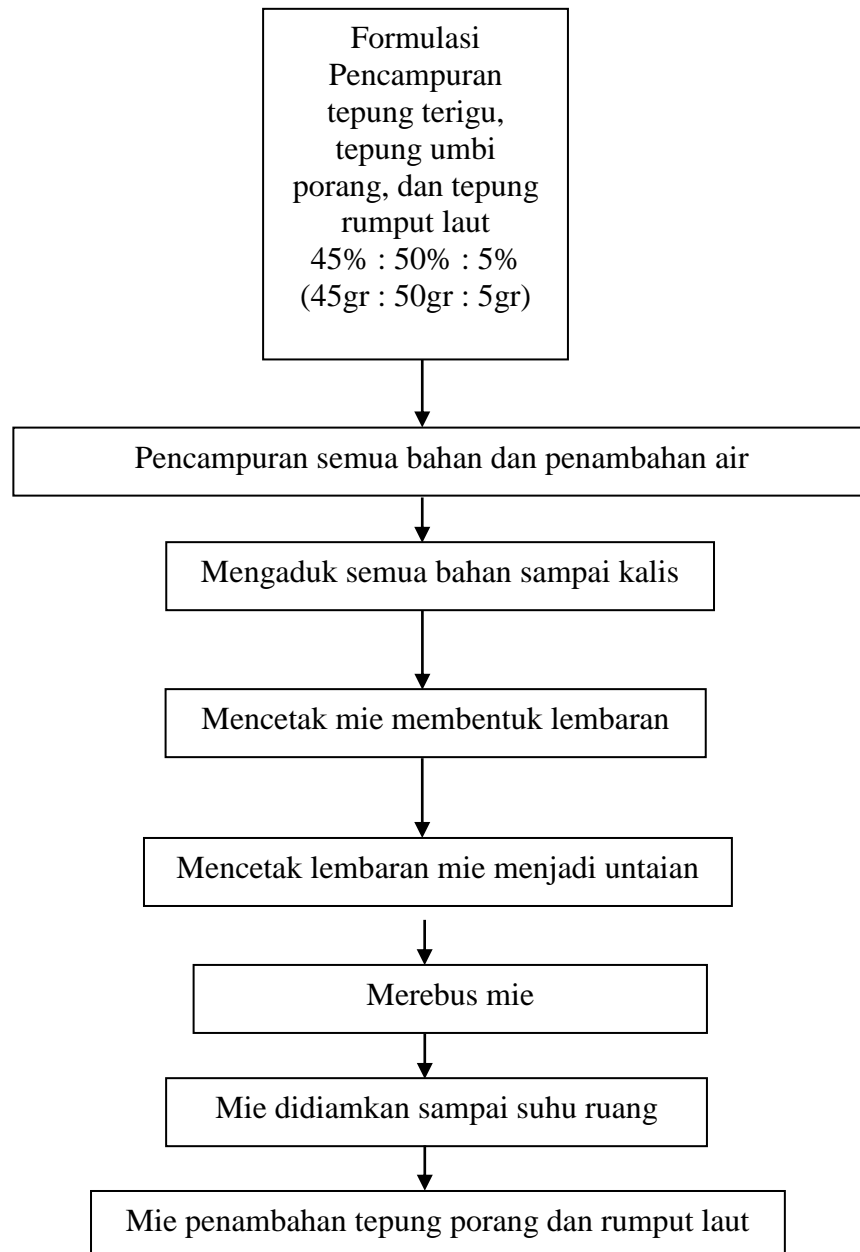 Formulasi
Pencampuran
tepung terigu,
tepung umbi
porang, dan tepung
rumput laut
45% : 50% : 5%
(45gr : 50gr : 5gr)
Pencampuran semua bahan dan penambahan air
Mengaduk semua bahan sampai kalis
Mencetak mie membentuk lembaran
Mencetak lembaran mie menjadi untaian
Merebus mie
Mie didiamkan sampai suhu ruang
Mie penambahan tepung porang dan rumput laut